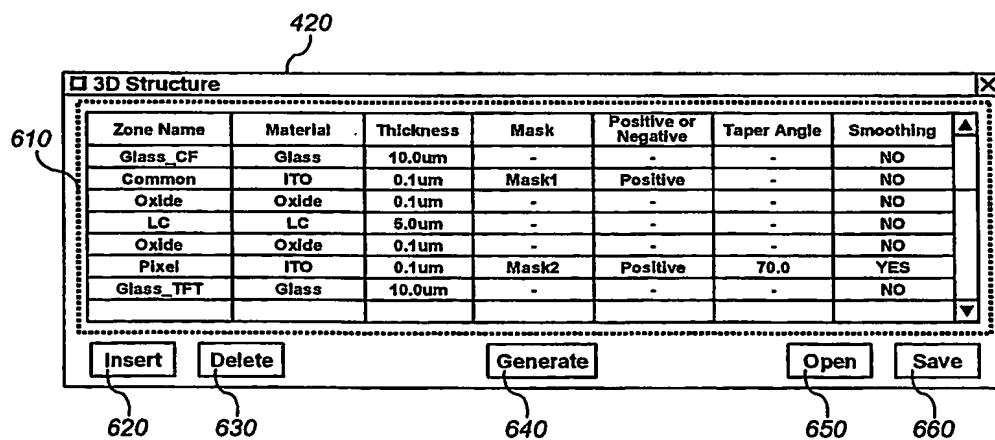 420
3D Structure
610
Zone Name Material Thickness Mask Positive or Negative Taper Angle Smoothing
Glass_CF Glass 10.0um - - - NO
Common ITO 0.1um Mask1 Positive - NO
Oxide Oxide 0.1um - - - NO
LC LC 5.0um - - - NO
Oxide Oxide 0.1um - - - NO
Pixel ITO 0.1um Mask2 Positive 70.0 YES
Glass_TFT Glass 10.0um - - - NO
Insert Delete Generate Open Save
620 630 640 650 660